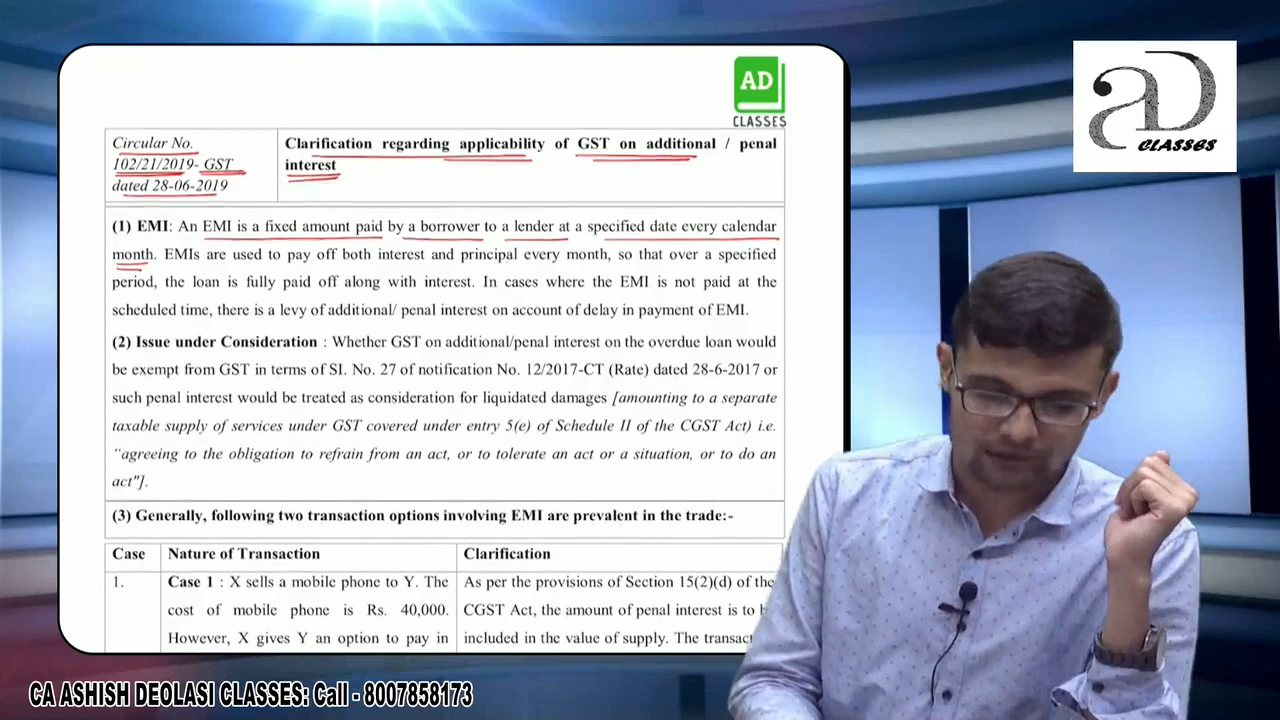 AD
CLASSES
aD
CLASSES
Circular No.
102/21/2019- GST
dated 28-06-2019
Clarification regarding applicability of GST on additional / penal
interest
(1) EMI: An EMI is a fixed amount paid by a borrower to a lender at a specified date every calendar
month. EMIs are used to pay off both interest and principal every month, so that over a specified
period, the loan is fully paid off along with interest. In cases where the EMI is not paid at the
scheduled time, there is a levy of additional/ penal interest on account of delay in payment of EMI.
(2) Issue under Consideration : Whether GST on additional/penal interest on the overdue loan would
be exempt from GST in terms of SI. No. 27 of notification No. 12/2017-CT (Rate) dated 28-6-2017 or
such penal interest would be treated as consideration for liquidated damages [amounting to a separate
taxable supply of services under GST covered under entry 5(e) of Schedule II of the CGST Act) i.e.
"agreeing to the obligation to refrain from an act, or to tolerate an act or a situation, or to do an
act"].
(3) Generally, following two transaction options involving EMI are prevalent in the trade:-
Case Nature of Transaction Clarification
1. Case 1 : X sells a mobile phone to Y. The
cost of mobile phone is Rs. 40,000.
However, X gives Y an option to pay in
As per the provisions of Section 15(2)(d) of the
CGST Act, the amount of penal interest is to
included in the value of supply. The
CA ASHISH DEOLASI CLASSES: Call - 8007858173